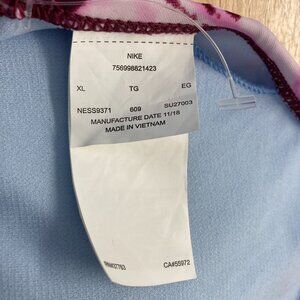 NIKE
756998821423
XL TG EG
NESS9371 609 SU27003
MANUFACTURE DATE 11/18
MADE IN VIETNAM
CA#55972